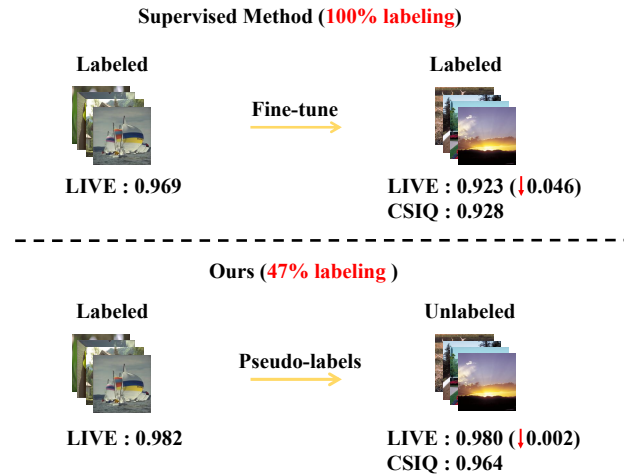 Supervised Method (100% labeling)
Labeled
Labeled
Fine-tune
LIVE : 0.969
LIVE : 0.923 (↓0.046)
CSIQ : 0.928
Ours (47% labeling )
Labeled
Unlabeled
Pseudo-labels
LIVE : 0.982
LIVE : 0.980 (↓0.002)
CSIQ : 0.964